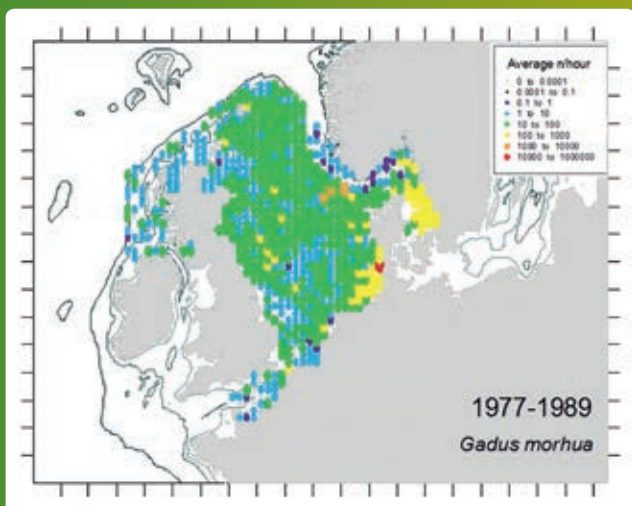 Average n/hour
0 to 0.0001
0.0001 to 0.1
0.1 to 1
1 to 10
10 to 100
100 to 1000
1000 to 10000
10000 to 1000000
1977-1989
Gadus morhua